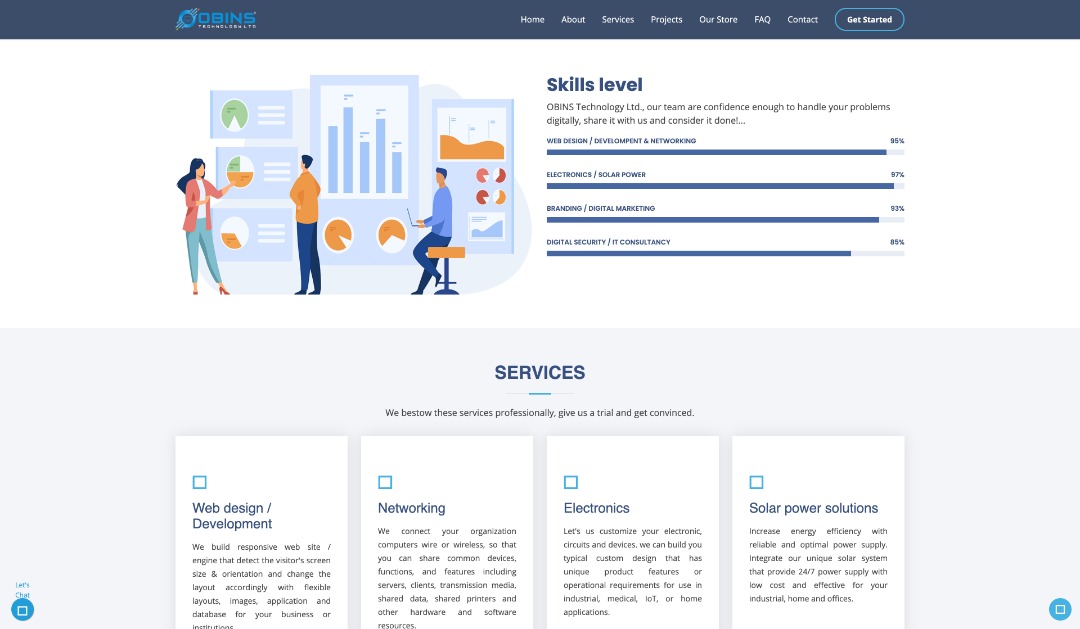 OBINS
TECHNOLOGY LTD
Home About Services Projects Our Store FAQ Contact Get Started
Skills level
OBINS Technology Ltd., our team are confidence enough to handle your problems
digitally, share it with us and consider it done!...
WEB DESIGN / DEVELOPMENT & NETWORKING 95%
ELECTRONICS / SOLAR POWER 97%
BRANDING / DIGITAL MARKETING 93%
DIGITAL SECURITY / IT CONSULTANCY 85%
SERVICES
We bestow these services professionally, give us a trial and get convinced.
Web design /
Development
We build responsive web site /
engine that detect the visitor's screen
size & orientation and change the
layout accordingly with flexible
layouts, images, application and
database for your business or
institutions.
Networking
We connect your organization
computers wire or wireless, so that
you can share common devices,
functions, and features including
servers, clients, transmission media,
shared data, shared printers and
other hardware and software
resources.
Electronics
Let's us customize your electronic,
circuits and devices. we can build you
typical custom design that has
unique product features or
operational requirements for use in
industrial, medical, IoT, or home
applications.
Solar power solutions
Increase energy efficiency with
reliable and optimal power supply.
Integrate our unique solar system
that provide 24/7 power supply with
low cost and effective for your
industrial, home and offices.
Let's
Chat